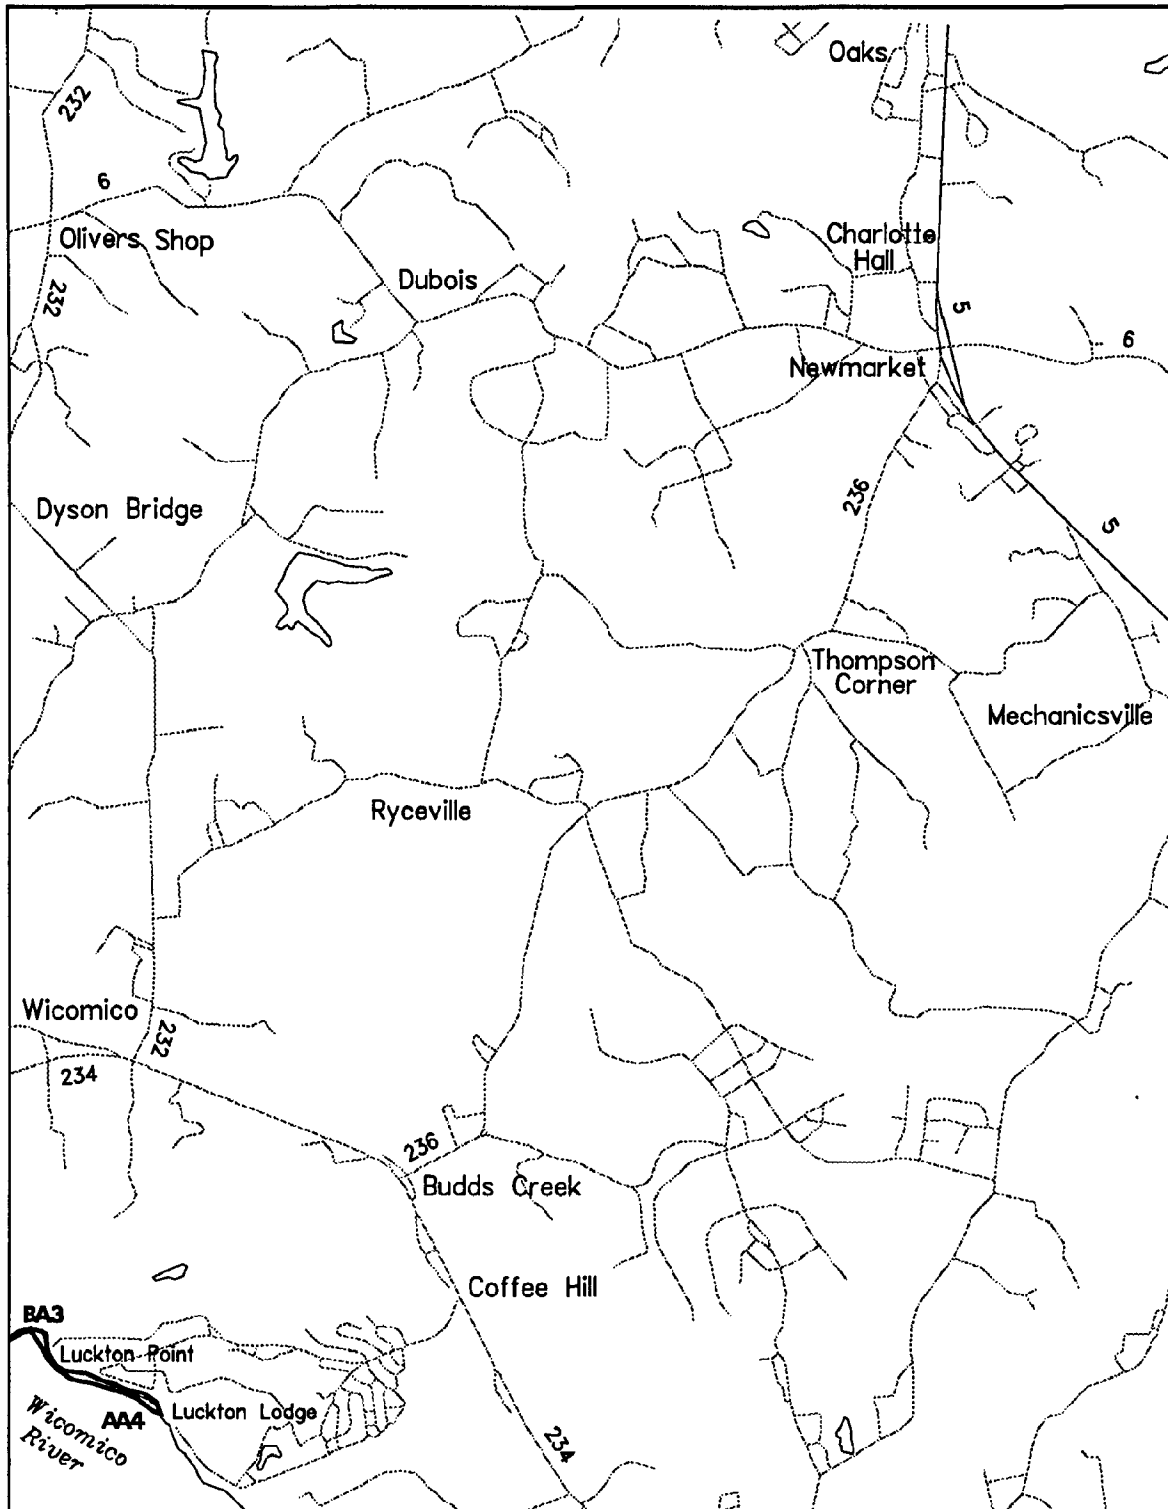 Oaks
232
6
Olivers Shop
Charlotte
Hall
Dubois
232
5
6
Newmarket
236
Dyson Bridge
5
Thompson
Corner
Mechanicsville
Ryceville
Wicomico
232
234
236
Budds Creek
Coffee Hill
BA3
Luckton Point
AA4
Luckton Lodge
Wicomico
River
234